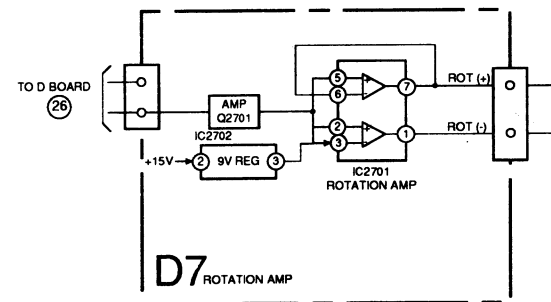 TO D BOARD
26
AMP
Q2701
IC2702
+15V
2
9V REG
3
5
6
2
3
7
1
ROT (+)
ROT (-)
IC2701
ROTATION AMP
D7 ROTATION AMP